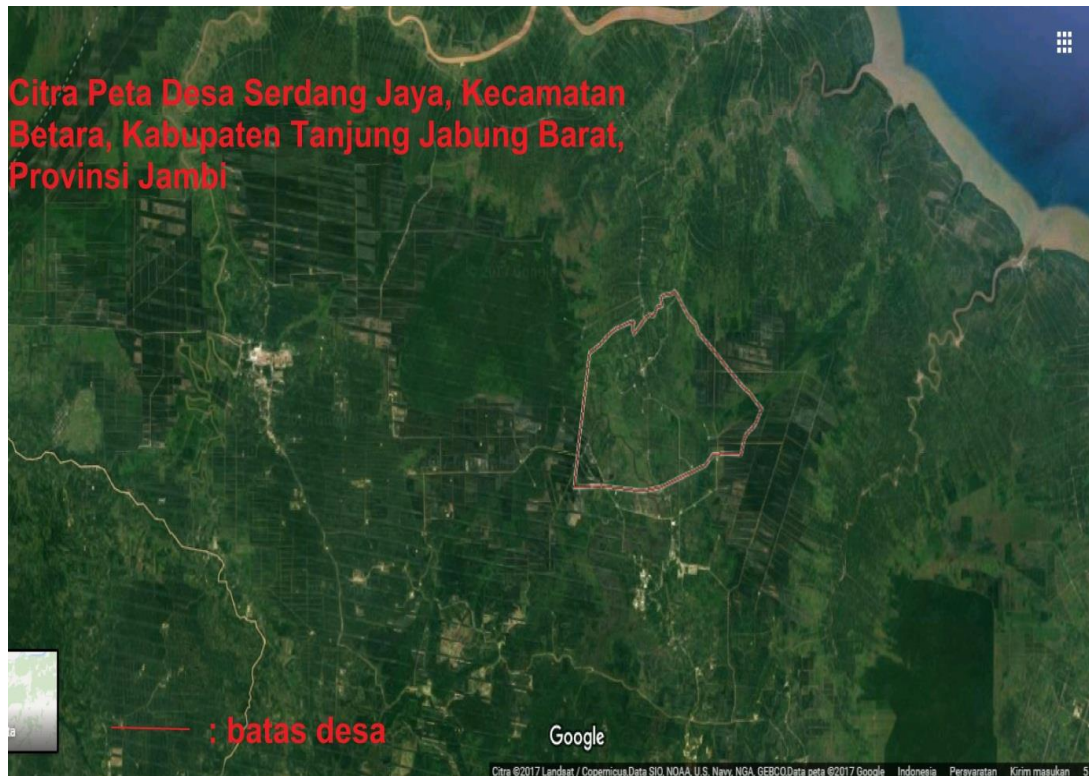 Citra Peta Desa Serdang Jaya, Kecamatan
Betara, Kabupaten Tanjung Jabung Barat,
Provinsi Jambi
: batas desa
Google
Citra ©2017 Landsat / Copernicus,Data SIO, NOAA, U.S. Navy, NGA, GEBCO,Data peta ©2017 Google Indonesia Persyaratan Kirim masukan